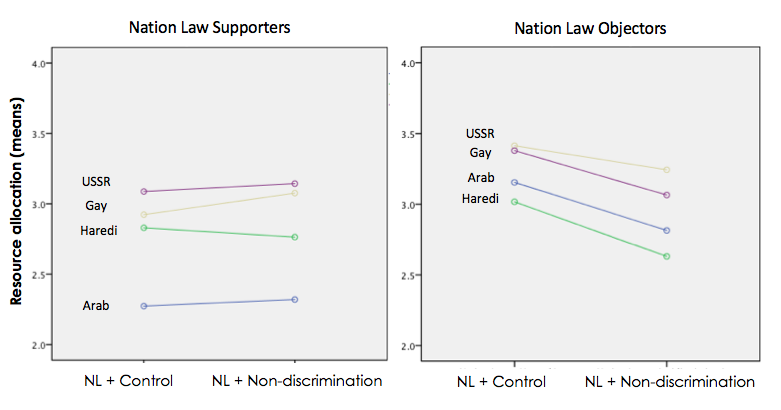 Nation Law Supporters
Resource allocation (means)
4.0
3.5
3.0
2.5
2.0
USSR
Gay
Haredi
Arab
NL + Control
NL + Non-discrimination
Nation Law Objectors
4.0
3.5
3.0
2.5
2.0
USSR
Gay
Arab
Haredi
NL + Control
NL + Non-discrimination